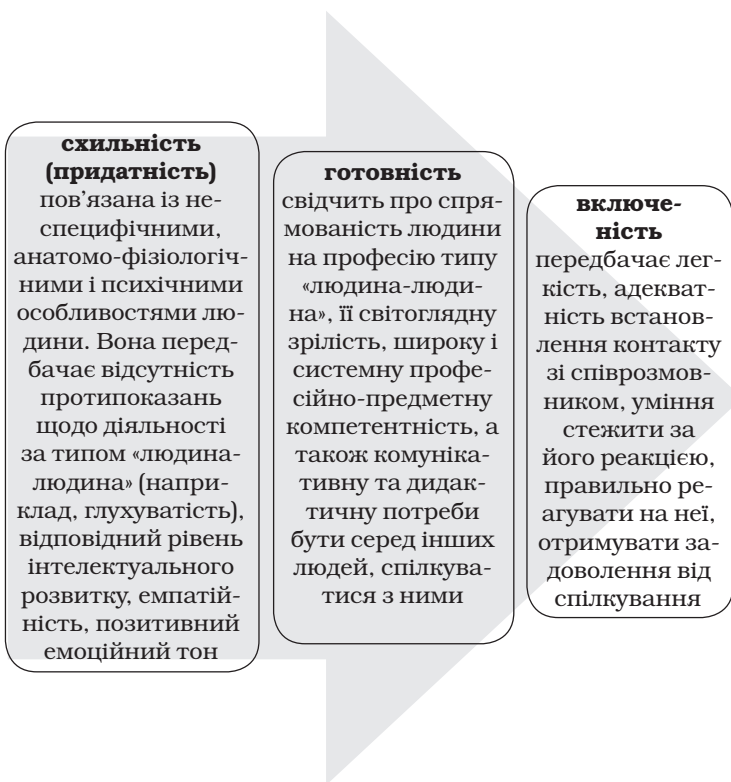 схильність
(придатність)
пов’язана із не-
специфічними,
анатомо-фізіологіч-
ними і психічними
особливостями лю-
дини. Вона перед-
бачає відсутність
протипоказань
щодо діяльності
за типом «людина-
людина» (напри-
клад, глухуватість),
відповідний рівень
інтелектуального
розвитку, емпатій-
ність, позитивний
емоційний тон
готовність
свідчить про спря-
мованість людини
на професію типу
«людина-люди-
на», її світоглядну
зрілість, широку і
системну профе-
сійно-предметну
компетентність, а
також комуніка-
тивну та дидак-
тичну потреби
бути серед інших
людей, спілкува-
тися з ними
включе-
ність
передбачає лег-
кість, адекват-
ність встанов-
лення контакту
зі співрозмов-
ником, уміння
стежити за
його реакцією,
правильно ре-
агувати на неї,
отримувати за-
доволення від
спілкування